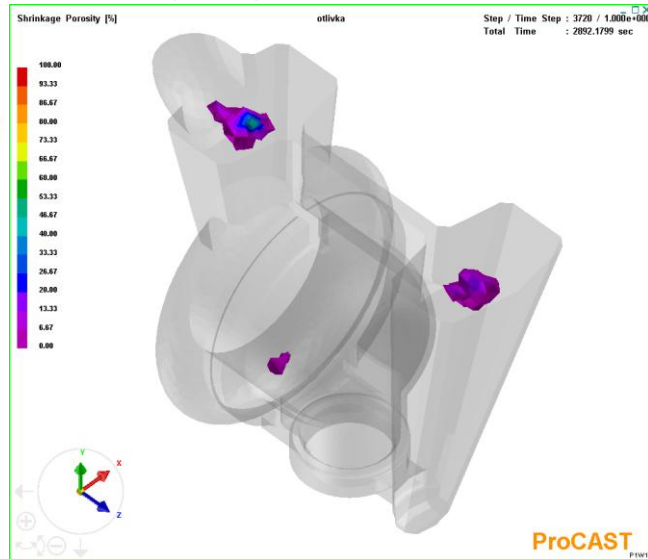 Shrinkage Porosity [%]
otlivka
Step / Time Step : 3720 / 1.000e+000
Total Time : 2892.1799 sec
100.00
93.33
86.67
80.00
73.33
66.67
60.00
53.33
46.67
40.00
33.33
26.67
20.00
13.33
6.67
0.00
Y
X
Z
ProCAST